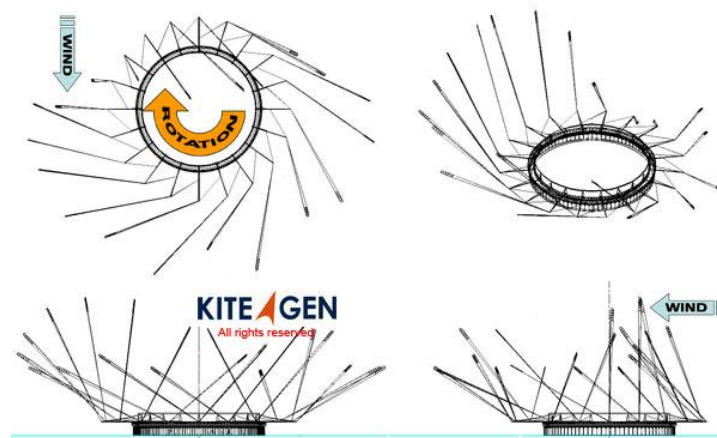 WIND
ROTATION
KITE GEN
All rights reserved
WIND